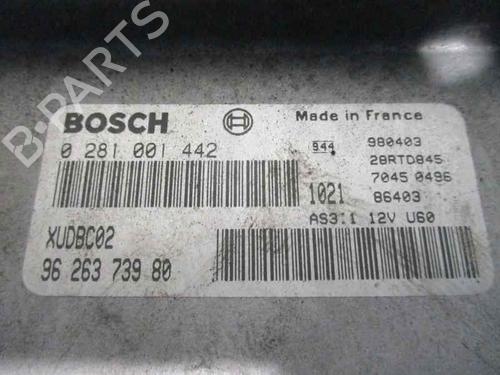 B-PARTS
BOSCH
Made in France
0 281 001 442
944
980403
28RTD845
7045 0496
1021
86403
AS3.1 12V U60
XUDBC02
96 263 739 80